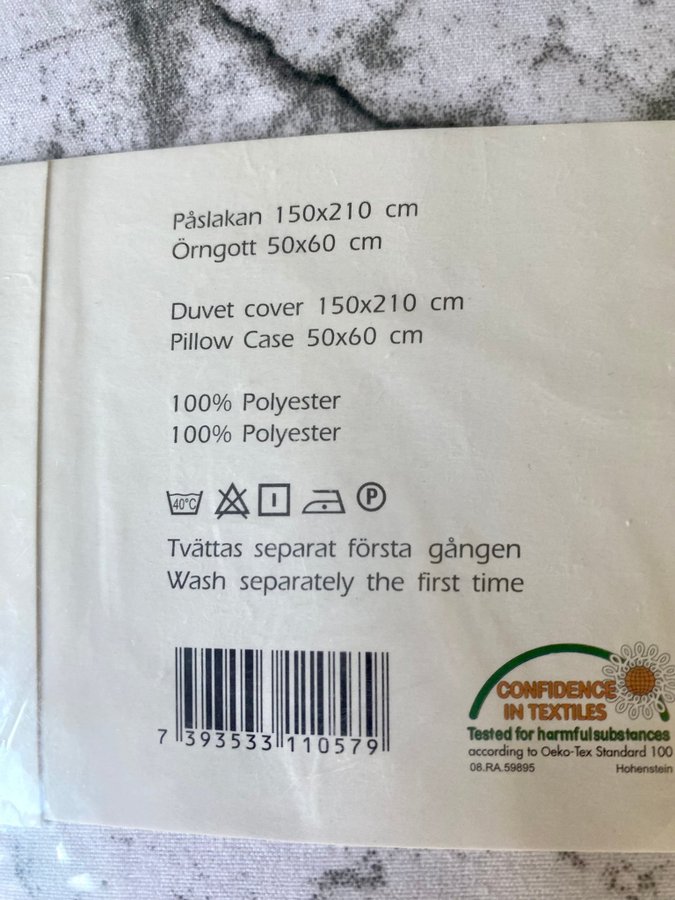 Påslakan 150x210 cm
Örngott 50x60 cm
Duvet cover 150x210 cm
Pillow Case 50x60 cm
100% Polyester
100% Polyester
40°C I P
Tvättas separat första gången
Wash separately the first time
7 393533 110579
CONFIDENCE
IN TEXTILES
Tested for harmful substances
according to Oeko-Tex Standard 100
08.RA.59895 Hohenstein